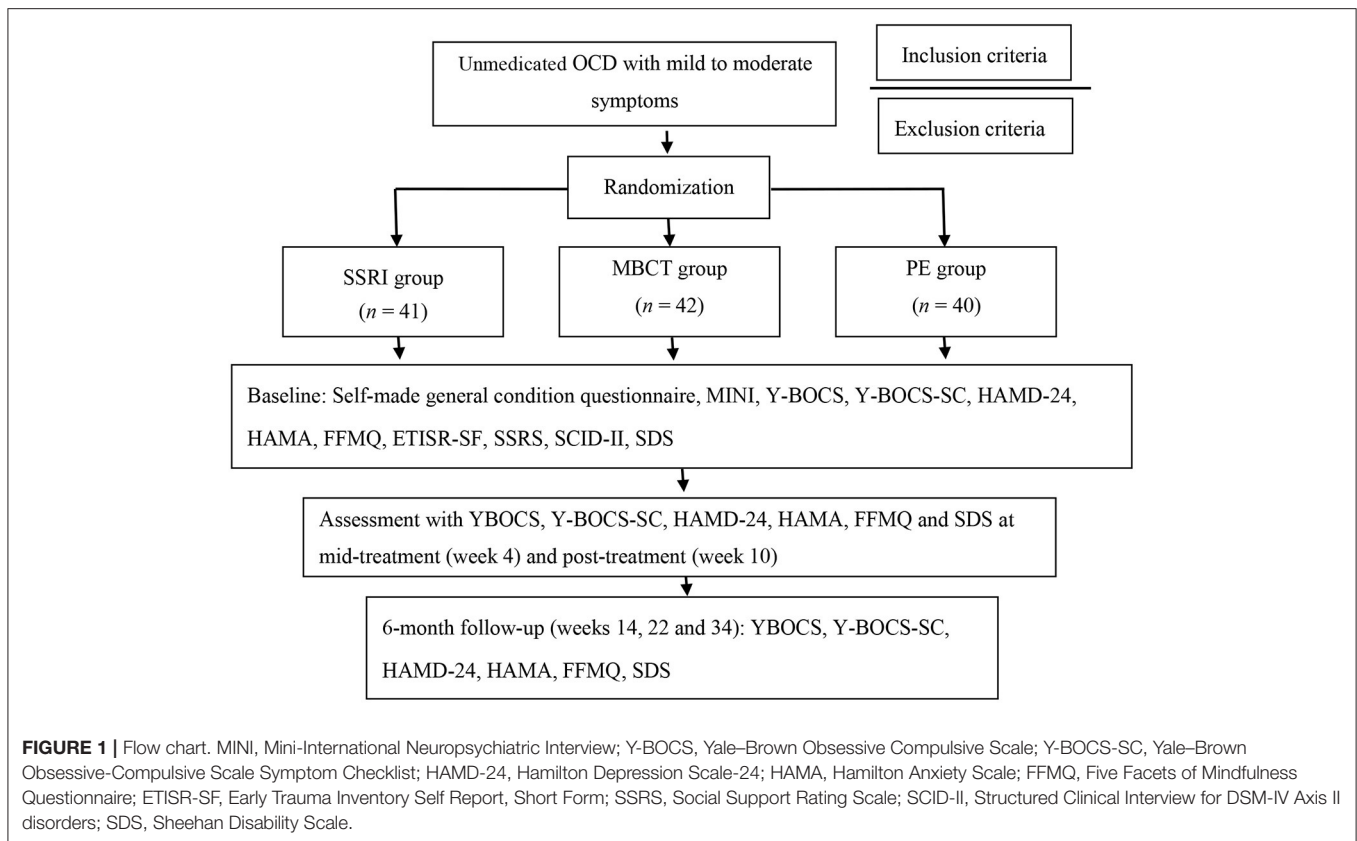 Unmedicated OCD with mild to moderate
symptoms
Inclusion criteria
Exclusion criteria
Randomization
SSRI group
(n = 41)
MBCT group
(n = 42)
PE group
(n = 40)
Baseline: Self-made general condition questionnaire, MINI, Y-BOCS, Y-BOCS-SC, HAMD-24,
HAMA, FFMQ, ETISR-SF, SSRS, SCID-II, SDS
Assessment with YBOCS, Y-BOCS-SC, HAMD-24, HAMA, FFMQ and SDS at
mid-treatment (week 4) and post-treatment (week 10)
6-month follow-up (weeks 14, 22 and 34): YBOCS, Y-BOCS-SC,
HAMD-24, HAMA, FFMQ, SDS
FIGURE 1 | Flow chart. MINI, Mini-International Neuropsychiatric Interview; Y-BOCS, Yale–Brown Obsessive Compulsive Scale; Y-BOCS-SC, Yale–Brown
Obsessive-Compulsive Scale Symptom Checklist; HAMD-24, Hamilton Depression Scale-24; HAMA, Hamilton Anxiety Scale; FFMQ, Five Facets of Mindfulness
Questionnaire; ETISR-SF, Early Trauma Inventory Self Report, Short Form; SSRS, Social Support Rating Scale; SCID-II, Structured Clinical Interview for DSM-IV Axis II
disorders; SDS, Sheehan Disability Scale.